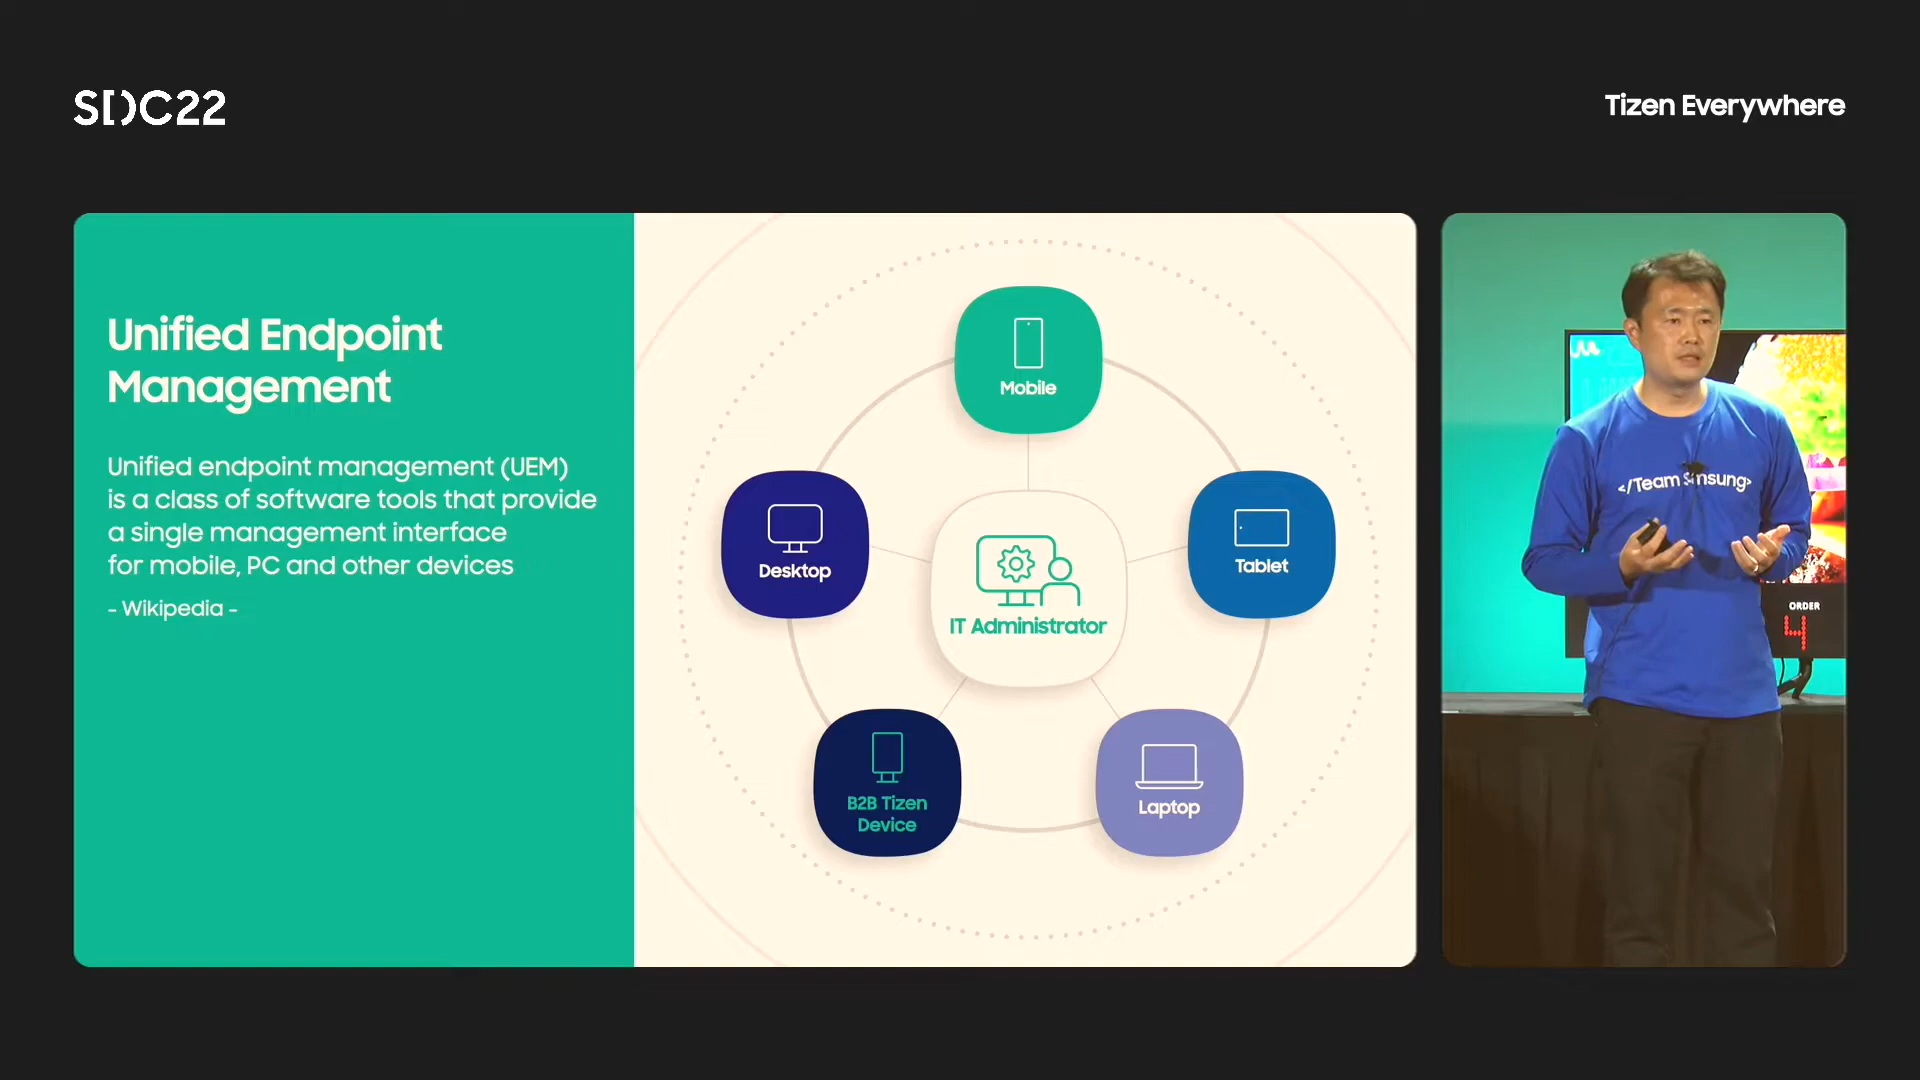 SDC22
Tizen Everywhere
Unified Endpoint
Management
Unified endpoint management (UEM)
is a class of software tools that provide
a single management interface
for mobile, PC and other devices
- Wikipedia -
Mobile
Desktop
Tablet
IT Administrator
B2B Tizen
Device
Laptop
</Team Samsung>
ORDER
4